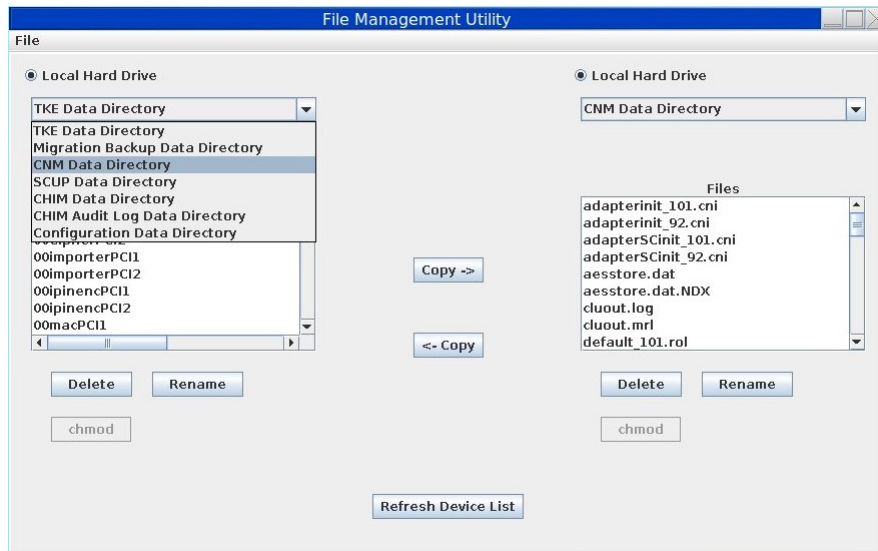 File Management Utility
File
Local Hard Drive
TKE Data Directory
TKE Data Directory
Migration Backup Data Directory
CNM Data Directory
SCUP Data Directory
CHIM Data Directory
CHIM Audit Log Data Directory
Configuration Data Directory
00importerPCI1
00importerPCI2
00ipinencPCI1
00ipinencPCI2
00macPCI1
Delete
Rename
chmod
Copy ->
<- Copy
Refresh Device List
Local Hard Drive
CNM Data Directory
Files
adapterinit_101.cni
adapterinit_92.cni
adapterSCinit_101.cni
adapterSCinit_92.cni
aesstore.dat
aesstore.dat.NDX
cluout.log
cluout.mrl
default_101.rol
Delete
Rename
chmod